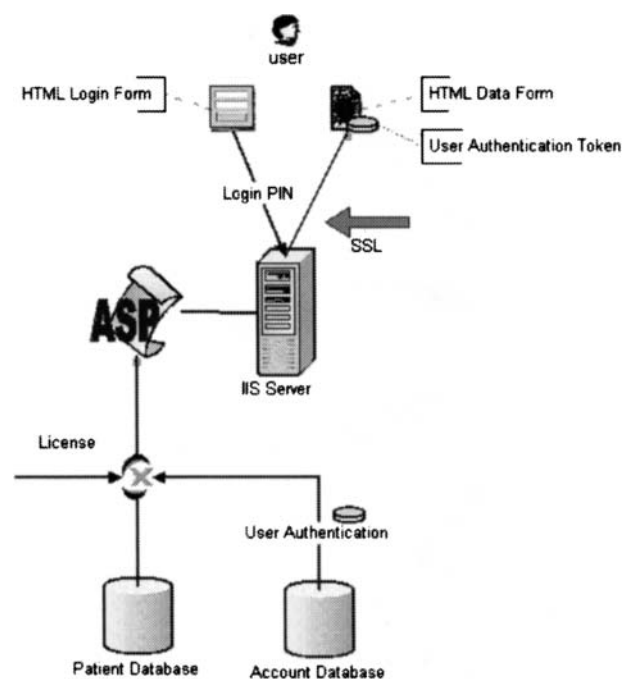 user
HTML Login Form
HTML Data Form
User Authentication Token
Login PIN
SSL
ASP
IIS Server
License
User Authentication
Patient Database
Account Database